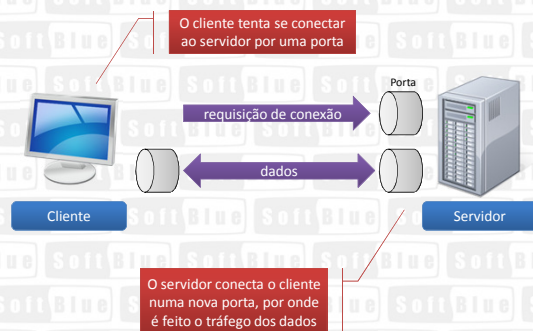 O cliente tenta se conectar
ao servidor por uma porta
Porta
requisição de conexão
dados
Cliente
Servidor
O servidor conecta o cliente
numa nova porta, por onde
é feito o tráfego dos dados